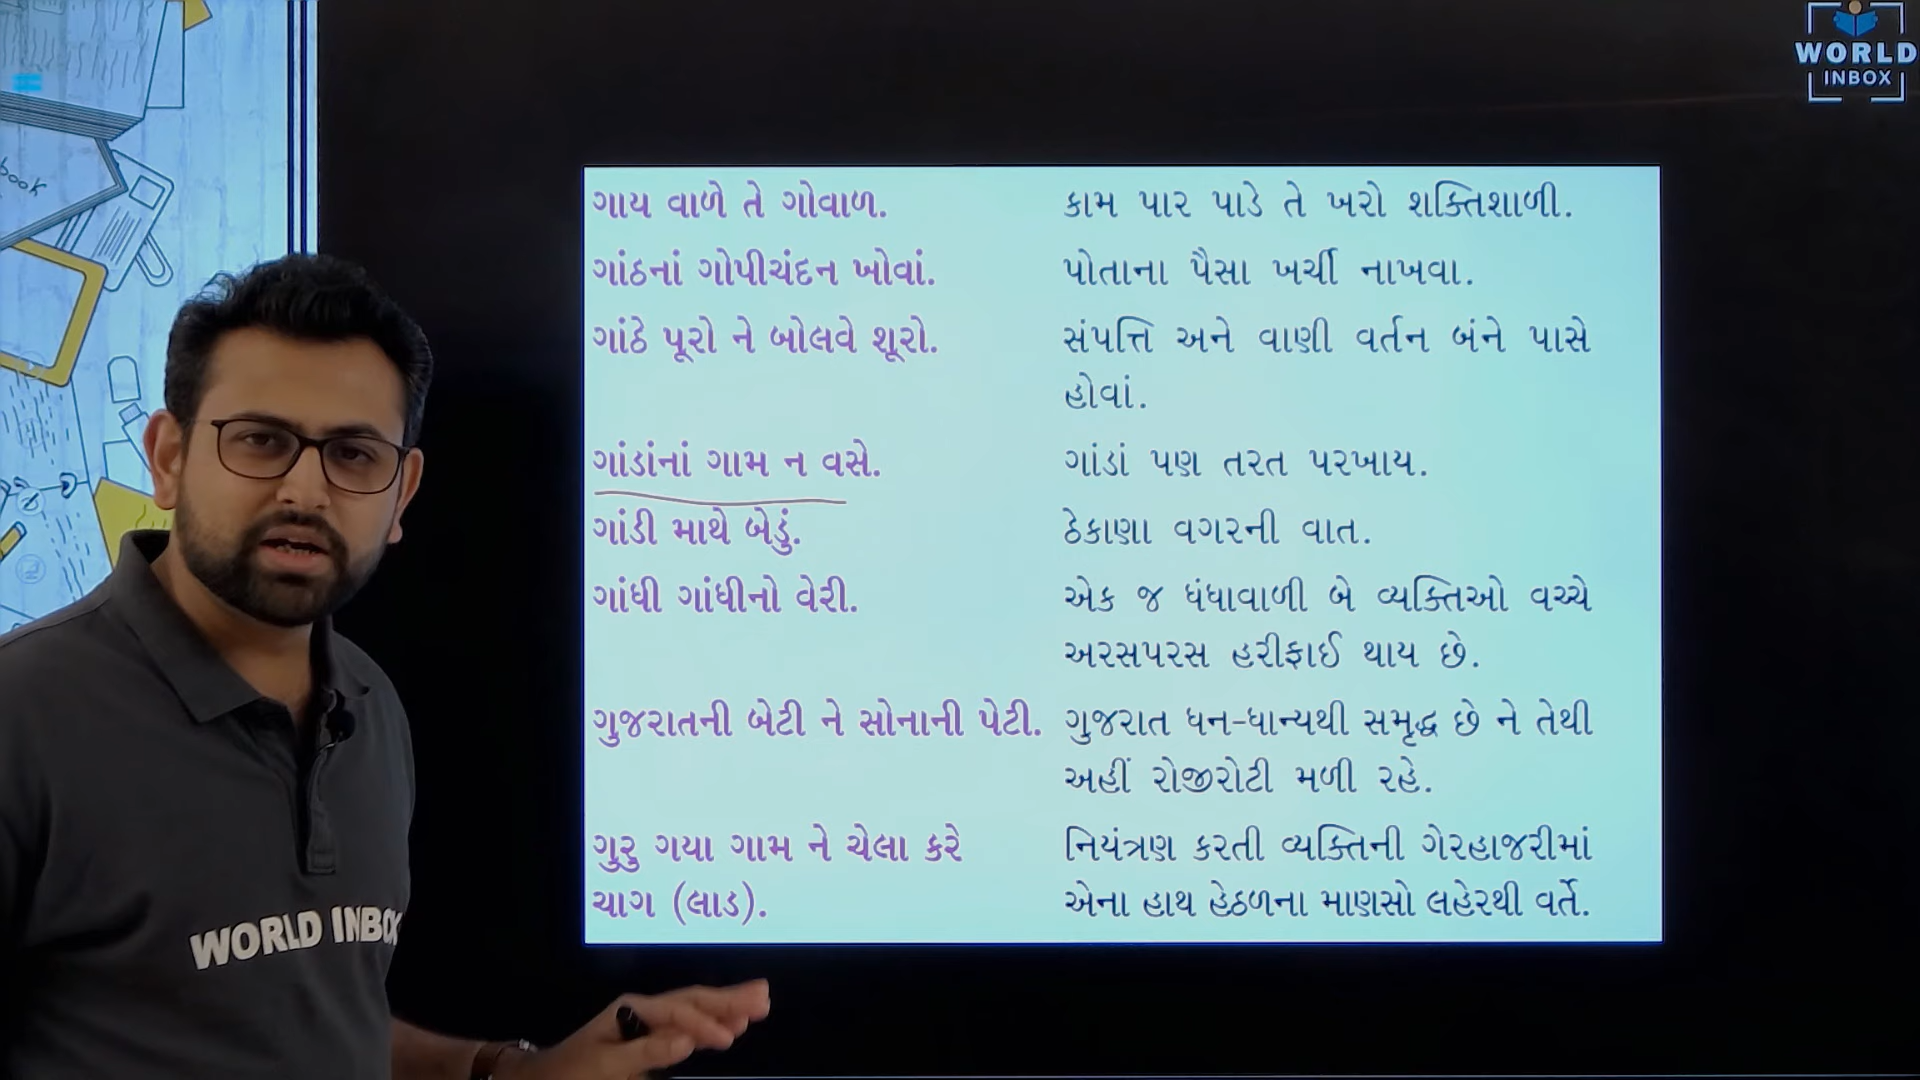 WORLD
INBOX
book
ગાય વાળે તે ગોવાળ. કામ પાર પાડે તે ખરો શક્તિશાળી.
ગાંઠનાં ગોપીચંદન ખોવાં. પોતાના પૈસા ખર્ચી નાખવા.
ગાંઠે પૂરો ને બોલવે શૂરો. સંપત્તિ અને વાણી વર્તન બંને પાસે
હોવાં.
ગાંડાંનાં ગામ ન વસે. ગાંડાં પણ તરત પરખાય.
ગાંડી માથે બેડું. ઠેકાણા વગરની વાત.
ગાંધી ગાંધીનો વેરી. એક જ ધંધાવાળી બે વ્યક્તિઓ વચ્ચે
અરસપરસ હરીફાઈ થાય છે.
ગુજરાતની બેટી ને સોનાની પેટી. ગુજરાત ધન-ધાન્યથી સમૃદ્ધ છે ને તેથી
અહીં રોજીરોટી મળી રહે.
ગુરુ ગયા ગામ ને ચેલા કરે નિયંત્રણ કરતી વ્યક્તિની ગેરહાજરીમાં
ચાગ (લાડ). એના હાથ હેઠળના માણસો લહેરથી વર્તે.
WORLD INBOX